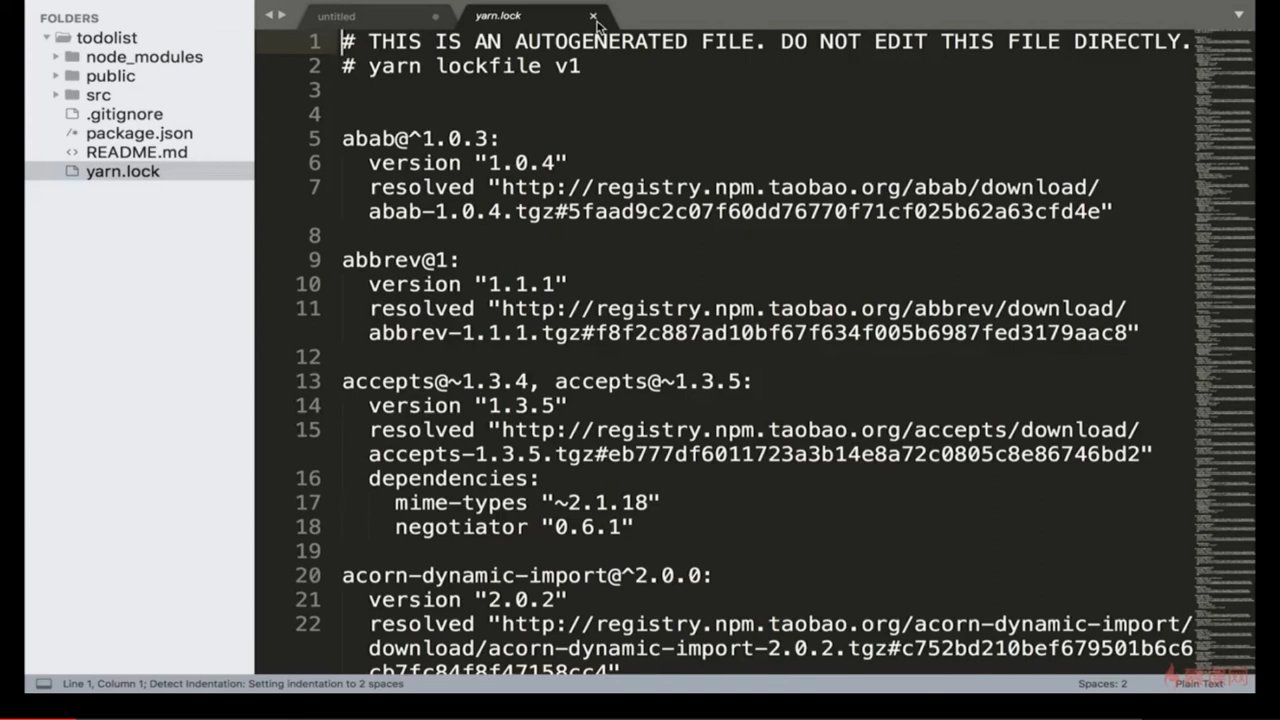 FOLDERS
todolist
node_modules
public
src
.gitignore
package.json
README.md
yarn.lock
untitled
yarn.lock
1 # THIS IS AN AUTOGENERATED FILE. DO NOT EDIT THIS FILE DIRECTLY.
2 # yarn lockfile v1
3
4
5 abab@^1.0.3:
6 version "1.0.4"
7 resolved "http://registry.npm.taobao.org/abab/download/
abab-1.0.4.tgz#5faad9c2c07f60dd76770f71cf025b62a63cfd4e"
8
9 abbrev@1:
10 version "1.1.1"
11 resolved "http://registry.npm.taobao.org/abbrev/download/
abbrev-1.1.1.tgz#f8f2c887ad10bf67f634f005b6987fed3179aac8"
12
13 accepts@~1.3.4, accepts@~1.3.5:
14 version "1.3.5"
15 resolved "http://registry.npm.taobao.org/accepts/download/
accepts-1.3.5.tgz#eb777df6011723a3b14e8a72c0805c8e86746bd2"
16 dependencies:
17 mime-types "~2.1.18"
18 negotiator "0.6.1"
19
20 acorn-dynamic-import@^2.0.0:
21 version "2.0.2"
22 resolved "http://registry.npm.taobao.org/acorn-dynamic-import/
download/acorn-dynamic-import-2.0.2.tgz#c752bd210bef679501b6c6
cb7fc84f8f47158cc4"
Line 1, Column 1; Detect Indentation: Setting indentation to 2 spaces
Spaces: 2
Plain Text